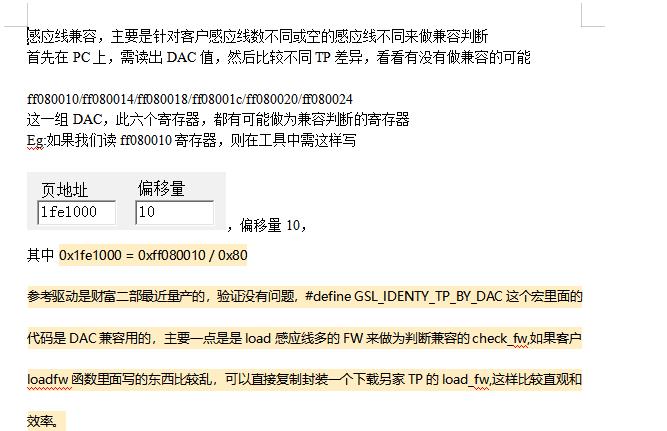 感应线兼容，主要是针对客户感应线数不同或空的感应线不同来做兼容判断
首先在 PC 上，需读出 DAC 值，然后比较不同 TP 差异，看看有没有做兼容的可能
ff080010/ff080014/ff080018/ff08001c/ff080020/ff080024
这一组 DAC，此六个寄存器，都有可能做为兼容判断的寄存器
Eg:如果我们读 ff080010 寄存器，则在工具中需这样写
页地址 偏移量
1fe1000 10 ，偏移量 10，
其中 0x1fe1000 = 0xff080010 / 0x80
参考驱动是财富二部最近量产的，验证没有问题，#define GSL_IDENTY_TP_BY_DAC 这个宏里面的
代码是 DAC 兼容用的，主要一点是是 load 感应线多的 FW 来做为判断兼容的 check_fw,如果客户
loadfw 函数里面写的东西比较乱，可以直接复制封装一个下载另家 TP 的 load_fw,这样比较直观和
效率。